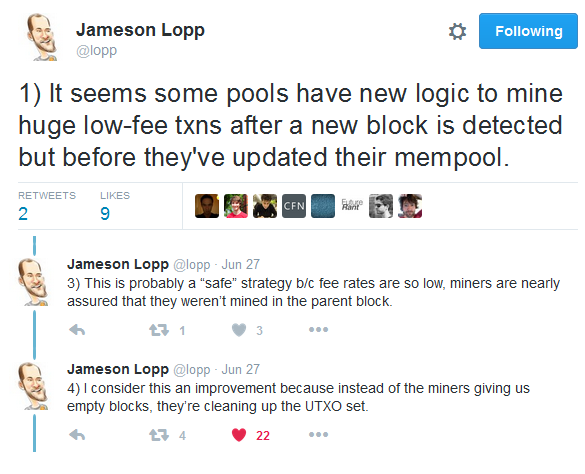 Jameson Lopp
@lopp
Following
1) It seems some pools have new logic to mine
huge low-fee txns after a new block is detected
but before they've updated their mempool.
RETWEETS LIKES
2 9
CFN
Future
Rant
Jameson Lopp @lopp · Jun 27
3) This is probably a “safe” strategy b/c fee rates are so low, miners are nearly
assured that they weren’t mined in the parent block.
1 3
Jameson Lopp @lopp · Jun 27
4) I consider this an improvement because instead of the miners giving us
empty blocks, they’re cleaning up the UTXO set.
4 22